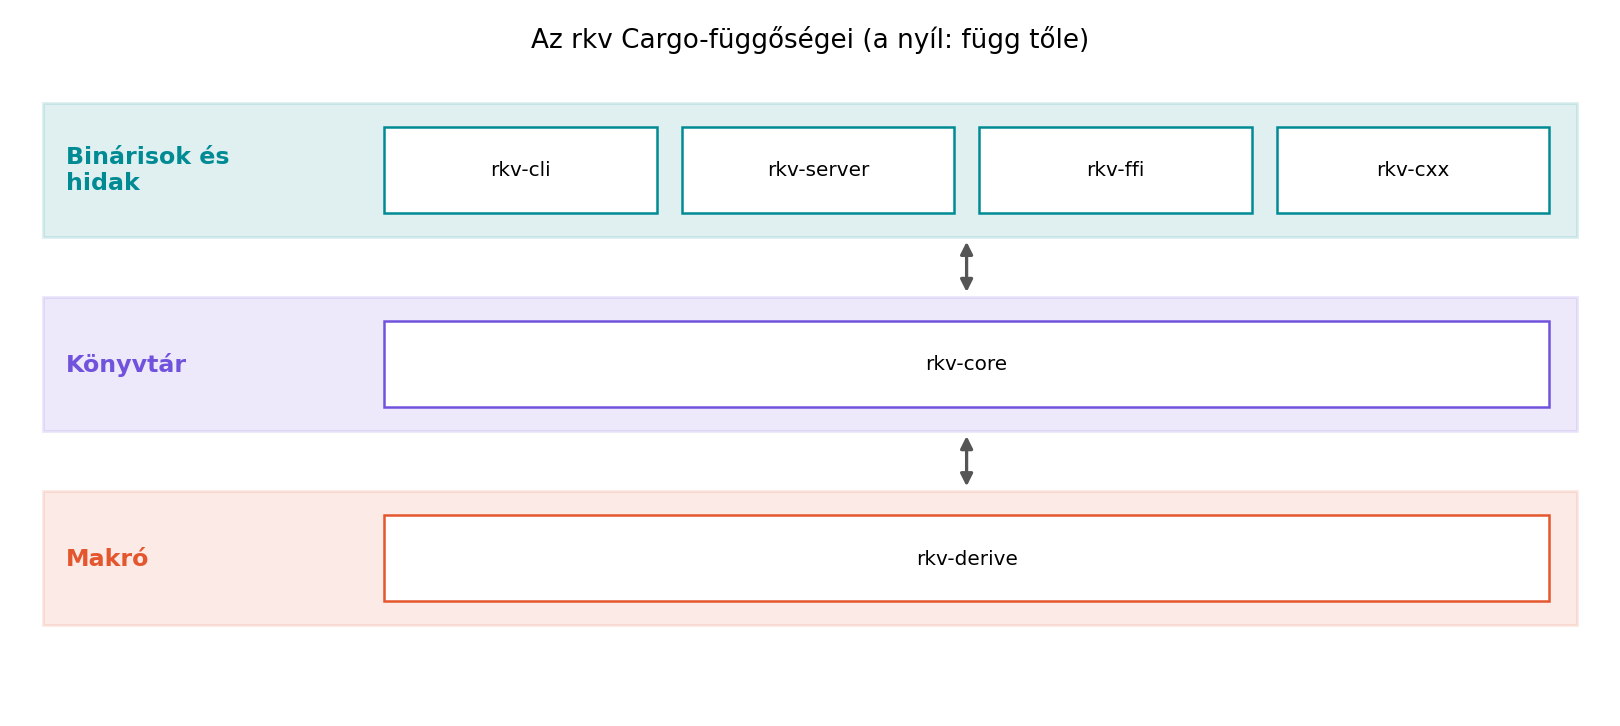 Az rkv Cargo-függőségei (a nyíl: függ tőle)
Binárisok és
hidak
rkv-cli
rkv-server
rkv-ffi
rkv-cxx
Könyvtár
rkv-core
Makró
rkv-derive